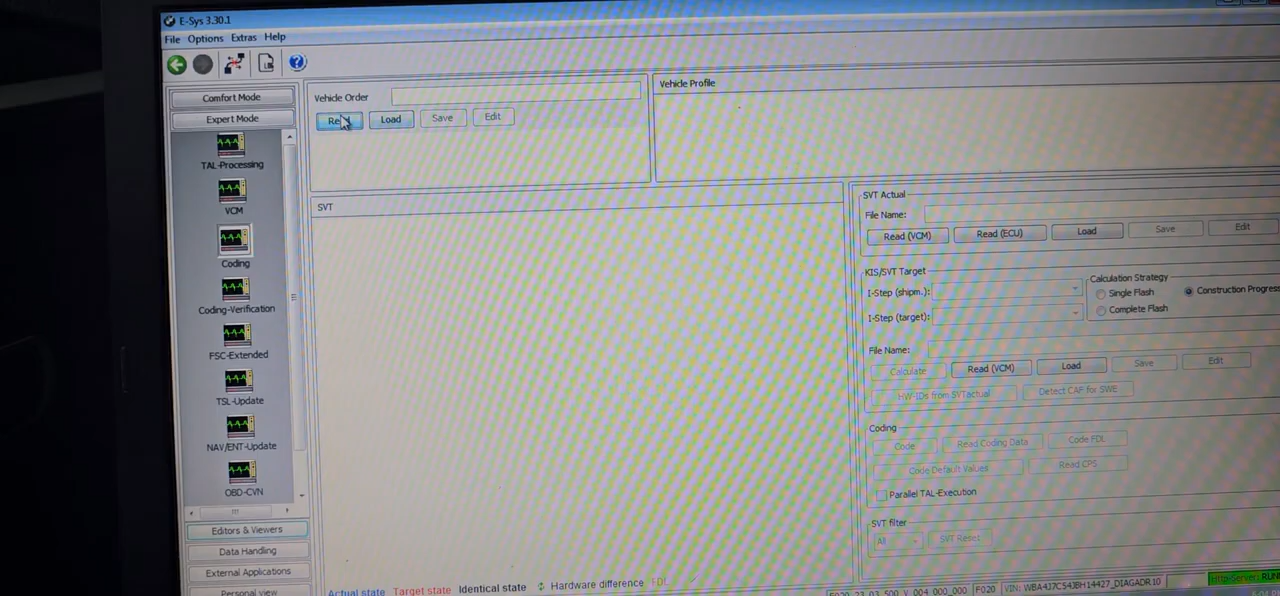 E-Sys 3.30.1
File Options Extras Help
Comfort Mode
Expert Mode
TAL-Processing
VCM
Coding
Coding-Verification
FSC-Extended
TSL-Update
NAV/ENT-Update
OBD-CVN
Editors & Viewers
Data Handling
External Applications
Personal view
Vehicle Order
Read Load Save Edit
Vehicle Profile
SVT
SVT Actual
File Name:
Read (VCM) Read (ECU) Load Save Edit
KIS/SVT Target
I-Step (shipm.):
I-Step (target):
Calculation Strategy
Single Flash Construction Progress
Complete Flash
File Name:
Calculate Read (VCM) Load Save Edit
HW-IDs from SVTactual Detect CAF for SWE
Coding
Code Read Coding Data Code FDL
Code Default Values Read CPS
Parallel TAL-Execution
SVT filter
All SVT Reset
Actual state Target state Identical state Hardware difference FDL
F020_23_03_500_V_004_000_000 F020 VIN: WBA4J7C54JBH14427_DIAGADR10